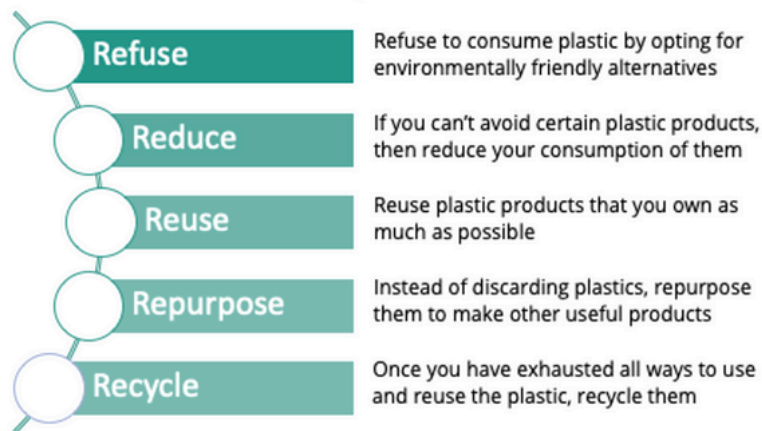 Refuse
Refuse to consume plastic by opting for
environmentally friendly alternatives
Reduce
If you can’t avoid certain plastic products,
then reduce your consumption of them
Reuse
Reuse plastic products that you own as
much as possible
Repurpose
Instead of discarding plastics, repurpose
them to make other useful products
Recycle
Once you have exhausted all ways to use
and reuse the plastic, recycle them